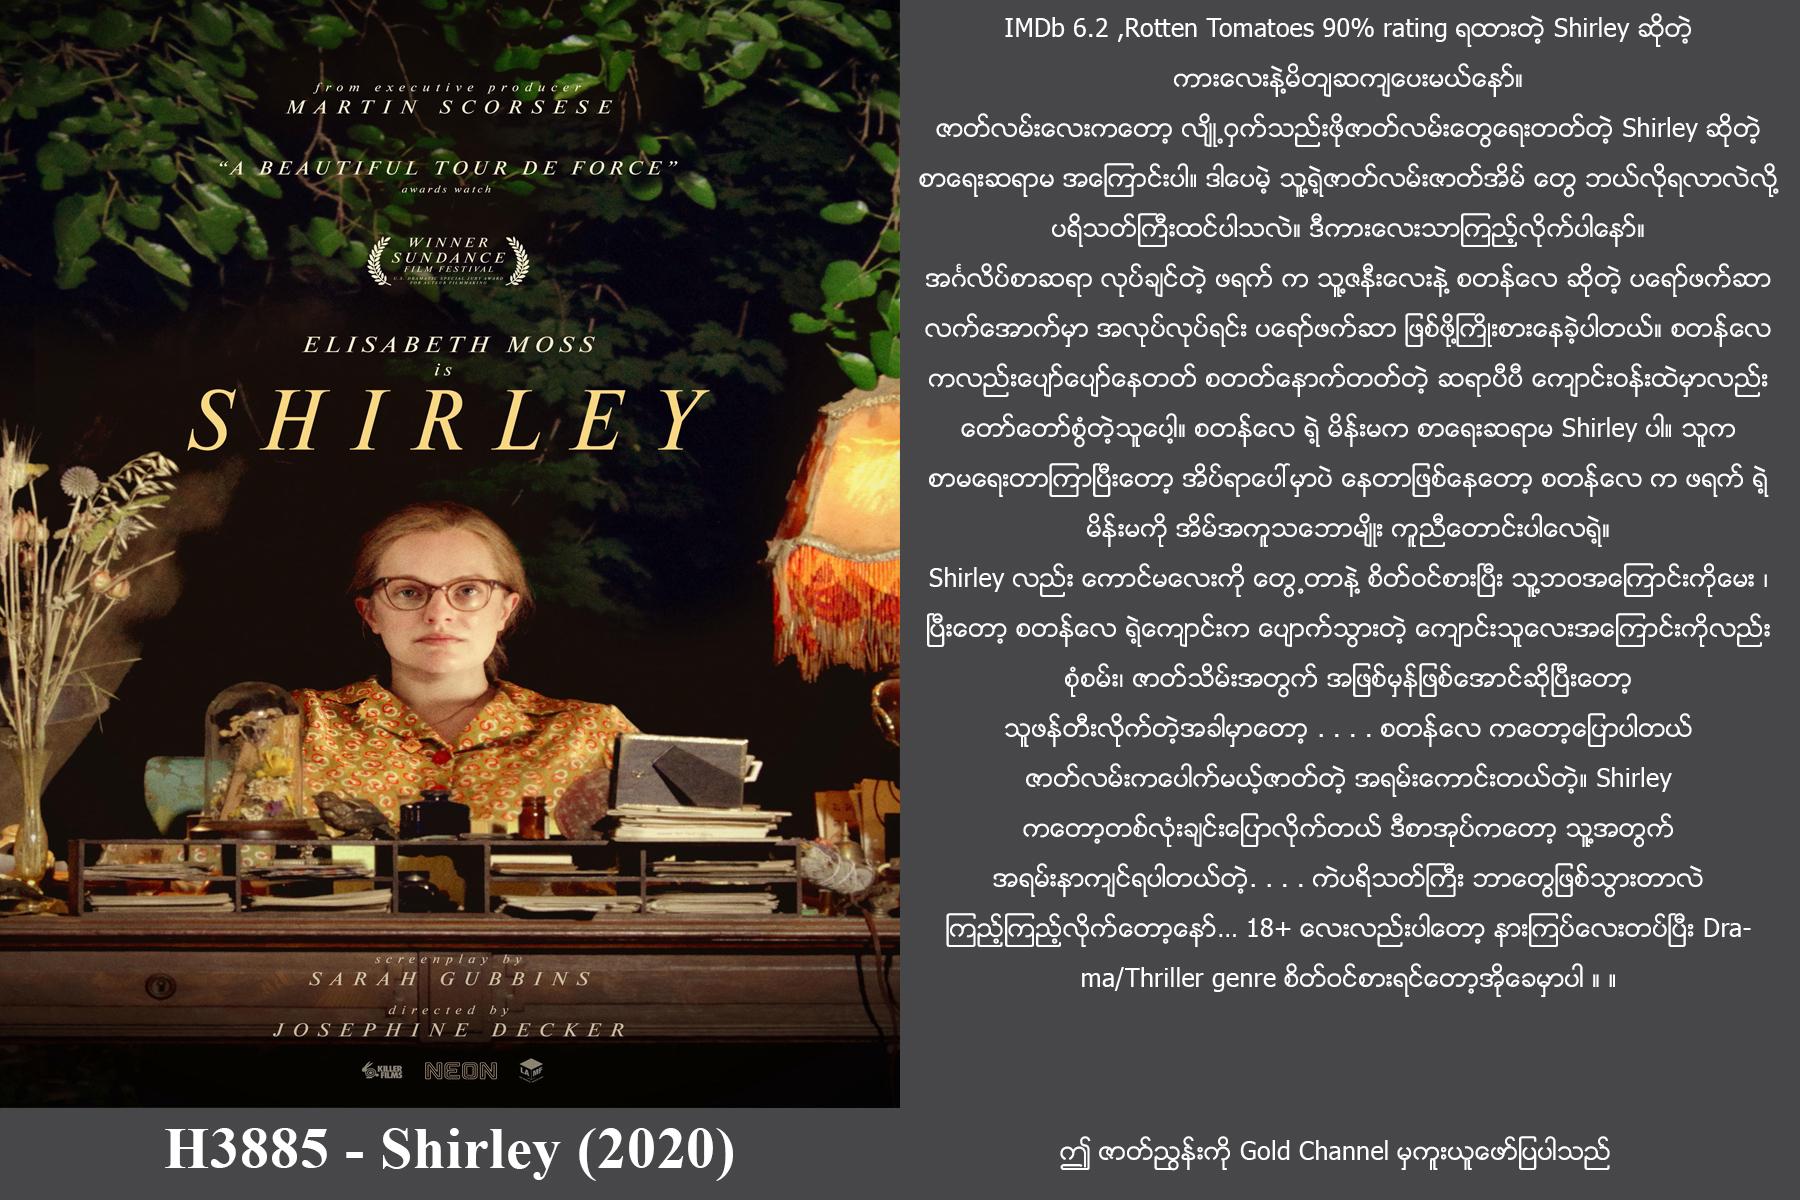 from executive producer
MARTIN SCORSESE
“A BEAUTIFUL TOUR DE FORCE”
awards watch
WINNER
SUNDANCE
FILM FESTIVAL
U.S. DRAMATIC SPECIAL JURY AWARD
FOR AUTEUR FILMMAKING
ELISABETH MOSS
is
SHIRLEY
screenplay by
SARAH GUBBINS
directed by
JOSEPHINE DECKER
KILLER
FILMS
NEON
LA MF
H3885 - Shirley (2020)
IMDb 6.2 ,Rotten Tomatoes 90% rating ရထားတဲ့ Shirley ဆိုတဲ့
ကားလေးနဲ့မိတျဆကျပေးမယ်နော်။
ဇာတ်လမ်းလေးကတော့ လျို့ဝှက်သည်းဖိုဇာတ်လမ်းတွေရေးတတ်တဲ့ Shirley ဆိုတဲ့
စာရေးဆရာမ အကြောင်းပါ။ ဒါပေမဲ့ သူ့ရဲ့ဇာတ်လမ်းဇာတ်အိမ် တွေ ဘယ်လိုရလာလဲလို့
ပရိသတ်ကြီးထင်ပါသလဲ။ ဒီကားလေးသာကြည့်လိုက်ပါနော်။
အင်္ဂလိပ်စာဆရာ လုပ်ချင်တဲ့ ဖရက် က သူ့ဇနီးလေးနဲ့ စတန်လေ ဆိုတဲ့ ပရော်ဖက်ဆာ
လက်အောက်မှာ အလုပ်လုပ်ရင်း ပရော်ဖက်ဆာ ဖြစ်ဖို့ကြိုးစားနေခဲ့ပါတယ်။ စတန်လေ
ကလည်းပျော်ပျော်နေတတ် စတတ်နောက်တတ်တဲ့ ဆရာပီပီ ကျောင်းဝန်းထဲမှာလည်း
တော်တော်စွံတဲ့သူပေါ့။ စတန်လေ ရဲ့ မိန်းမက စာရေးဆရာမ Shirley ပါ။ သူက
စာမရေးတာကြာပြီးတော့ အိပ်ရာပေါ်မှာပဲ နေတာဖြစ်နေတော့ စတန်လေ က ဖရက် ရဲ့
မိန်းမကို အိမ်အကူသဘောမျိုး ကူညီတောင်းပါလေရဲ့။
Shirley လည်း ကောင်မလေးကို တွေ့တာနဲ့ စိတ်ဝင်စားပြီး သူ့ဘဝအကြောင်းကိုမေး ၊
ပြီးတော့ စတန်လေ ရဲ့ကျောင်းက ပျောက်သွားတဲ့ ကျောင်းသူလေးအကြောင်းကိုလည်း
စုံစမ်း၊ ဇာတ်သိမ်းအတွက် အဖြစ်မှန်ဖြစ်အောင်ဆိုပြီးတော့
သူဖန်တီးလိုက်တဲ့အခါမှာတော့ . . . . စတန်လေ ကတော့ပြောပါတယ်
ဇာတ်လမ်းကပေါက်မယ့်ဇာတ်တဲ့ အရမ်းကောင်းတယ်တဲ့။ Shirley
ကတော့တစ်လုံးချင်းပြောလိုက်တယ် ဒီစာအုပ်ကတော့ သူ့အတွက်
အရမ်းနာကျင်ရပါတယ်တဲ့. . . . ကဲပရိသတ်ကြီး ဘာတွေဖြစ်သွားတာလဲ
ကြည့်ကြည့်လိုက်တော့နော်... 18+ လေးလည်းပါတော့ နားကြပ်လေးတပ်ပြီး Dra-
ma/Thriller genre စိတ်ဝင်စားရင်တော့အိုခေမှာပါ ။ ။
ဤ ဇာတ်ညွှန်းကို Gold Channel မှကူးယူဖော်ပြပါသည်